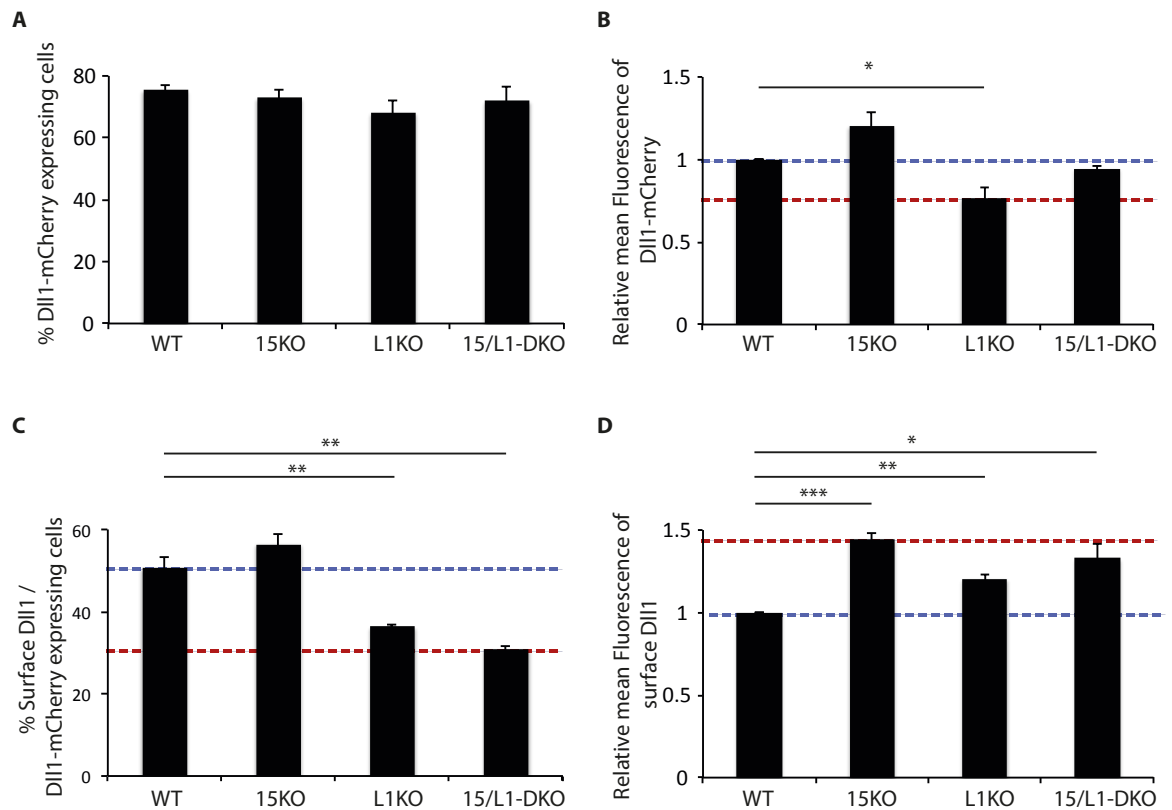 A
% Dll1-mCherry expressing cells
80
60
40
20
0
WT 15KO L1KO 15/L1-DKO
B
Relative mean Fluorescence of
Dll1-mCherry
*
1.5
1
0.5
0
WT 15KO L1KO 15/L1-DKO
C
% Surface Dll1 /
Dll1-mCherry expressing cells
**
**
60
40
20
0
WT 15KO L1KO 15/L1-DKO
D
Relative mean Fluorescence of
surface Dll1
*
**
***
1.5
1
0.5
0
WT 15KO L1KO 15/L1-DKO